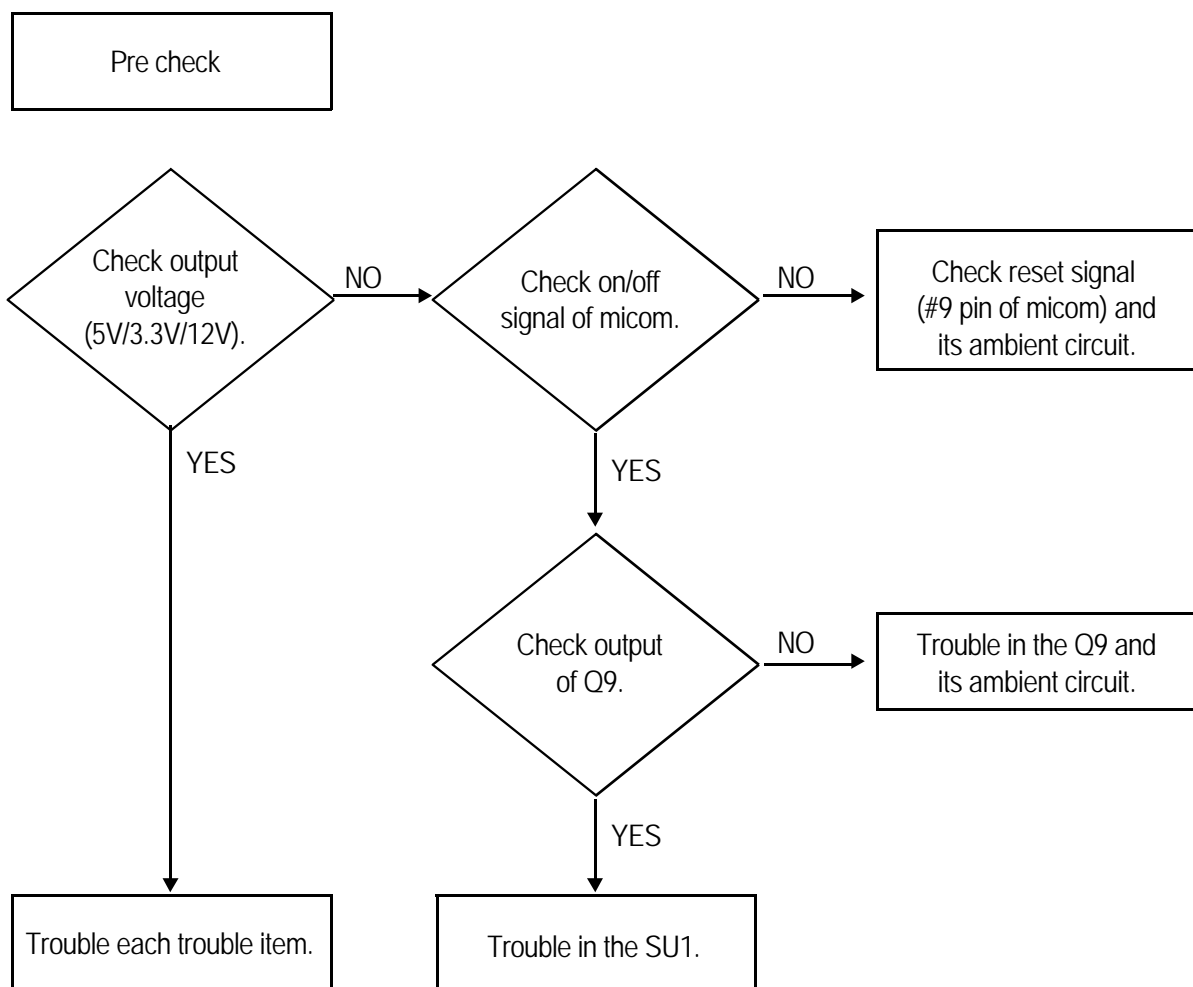 Pre check
Check output
voltage
(5V/3.3V/12V).
NO
Check on/off
signal of micom.
NO
Check reset signal
(#9 pin of micom) and
its ambient circuit.
YES
YES
Check output
of Q9.
NO
Trouble in the Q9 and
its ambient circuit.
YES
Trouble each trouble item.
Trouble in the SU1.